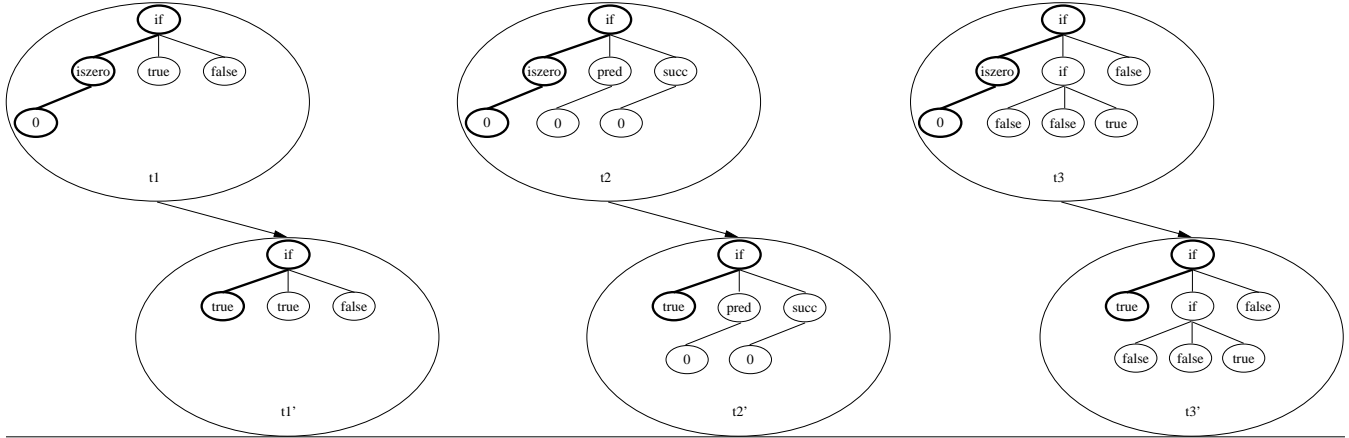 if if if
iszero true false iszero pred succ iszero if false
0 0 0 0 0 false false true
t1 t2 t3
if if if
true true false true pred succ true if false
0 0 false false true
t1’ t2’ t3’